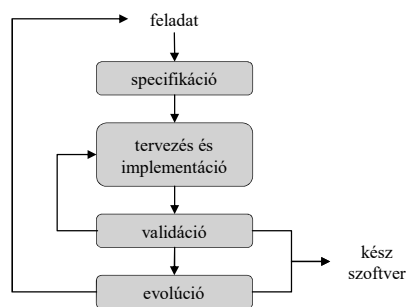 feladat
specifikáció
tervezés és
implementáció
validáció
kész
szoftver
evolúció